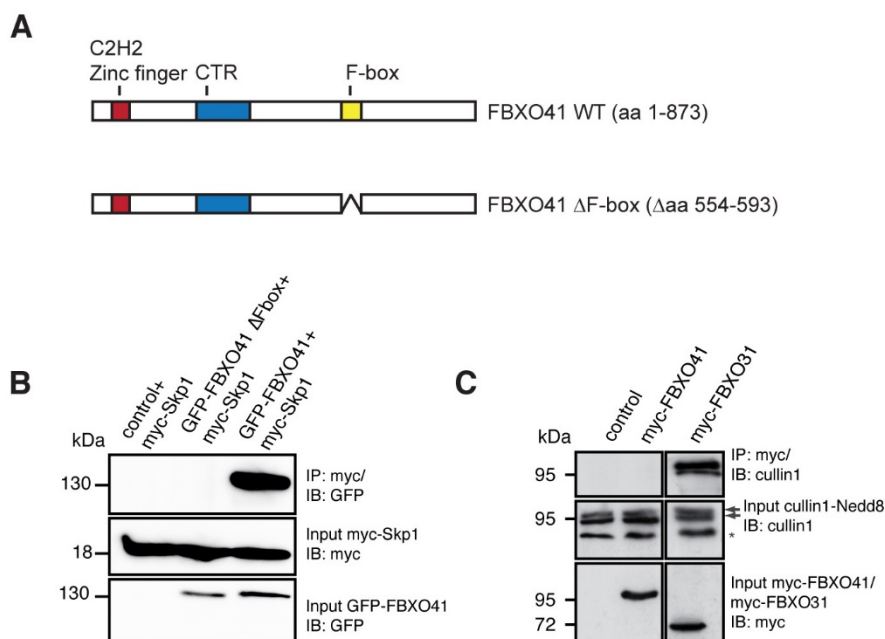 A
C2H2
Zinc finger CTR
F-box
FBXO41 WT (aa 1-873)
FBXO41 ΔF-box (Δaa 554-593)
B
control+
myc-Skp1
GFP-FBXO41 ΔFbox+
myc-Skp1
GFP-FBXO41+
myc-Skp1
kDa
130
IP: myc/
IB: GFP
18
Input myc-Skp1
IB: myc
130
Input GFP-FBXO41
IB: GFP
C
control
myc-FBXO41
myc-FBXO31
kDa
95
IP: myc/
IB: cullin1
95
Input cullin1-Nedd8
IB: cullin1
*
95
72
Input myc-FBXO41/
myc-FBXO31
IB: myc